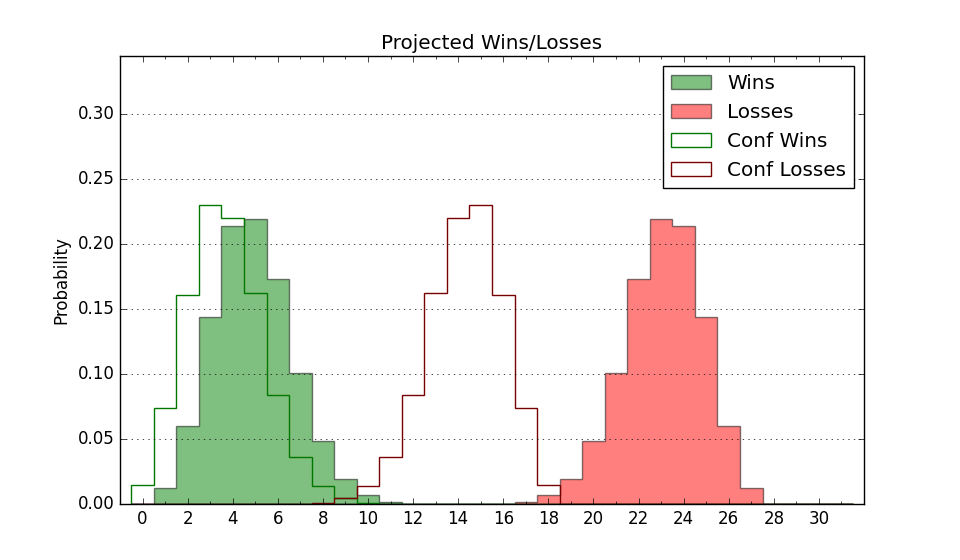 Projected Wins/Losses
Wins
Losses
Conf Wins
Conf Losses
Probability
0.30
0.25
0.20
0.15
0.10
0.05
0.00
0 2 4 6 8 10 12 14 16 18 20 22 24 26 28 30